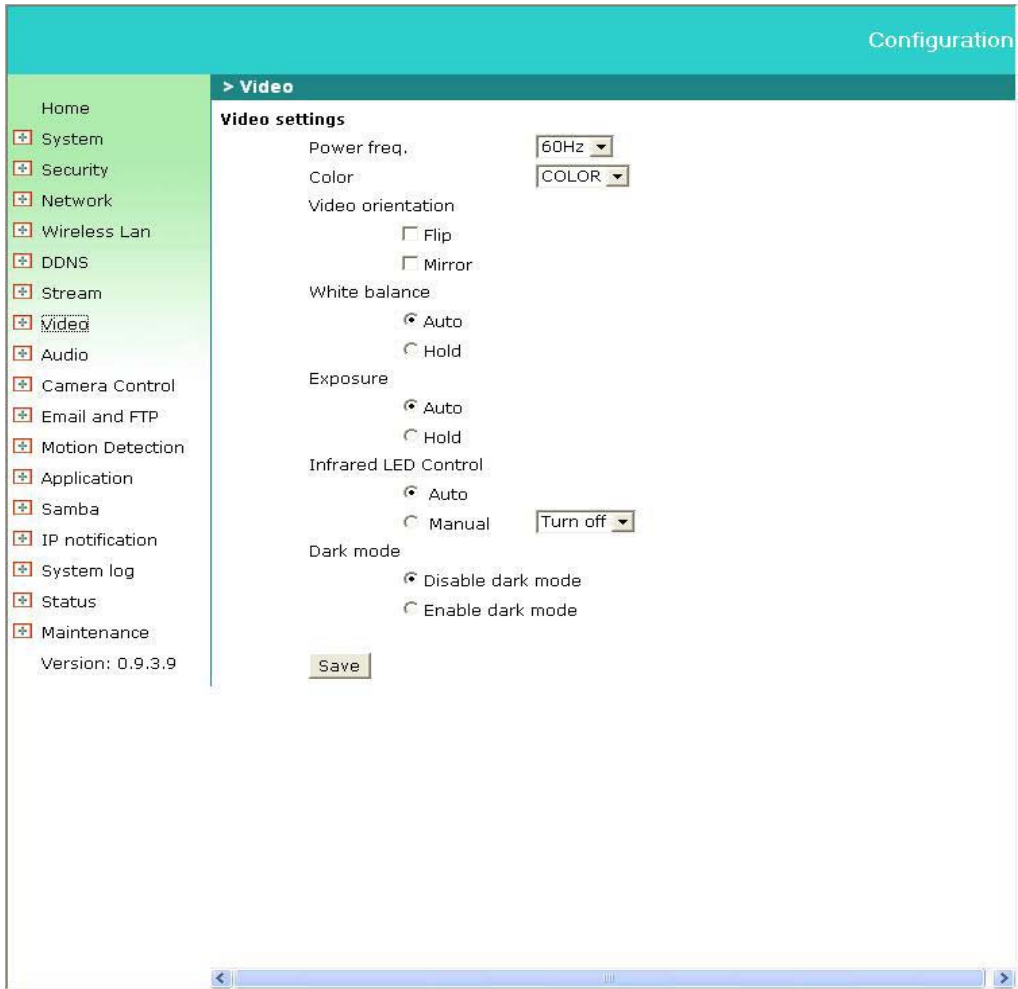 Configuration
Home
System
Security
Network
Wireless Lan
DDNS
Stream
Video
Audio
Camera Control
Email and FTP
Motion Detection
Application
Samba
IP notification
System log
Status
Maintenance
Version: 0.9.3.9
> Video
Video settings
Power freq. 60Hz
Color COLOR
Video orientation
Flip
Mirror
White balance
Auto
Hold
Exposure
Auto
Hold
Infrared LED Control
Auto
Manual Turn off
Dark mode
Disable dark mode
Enable dark mode
Save